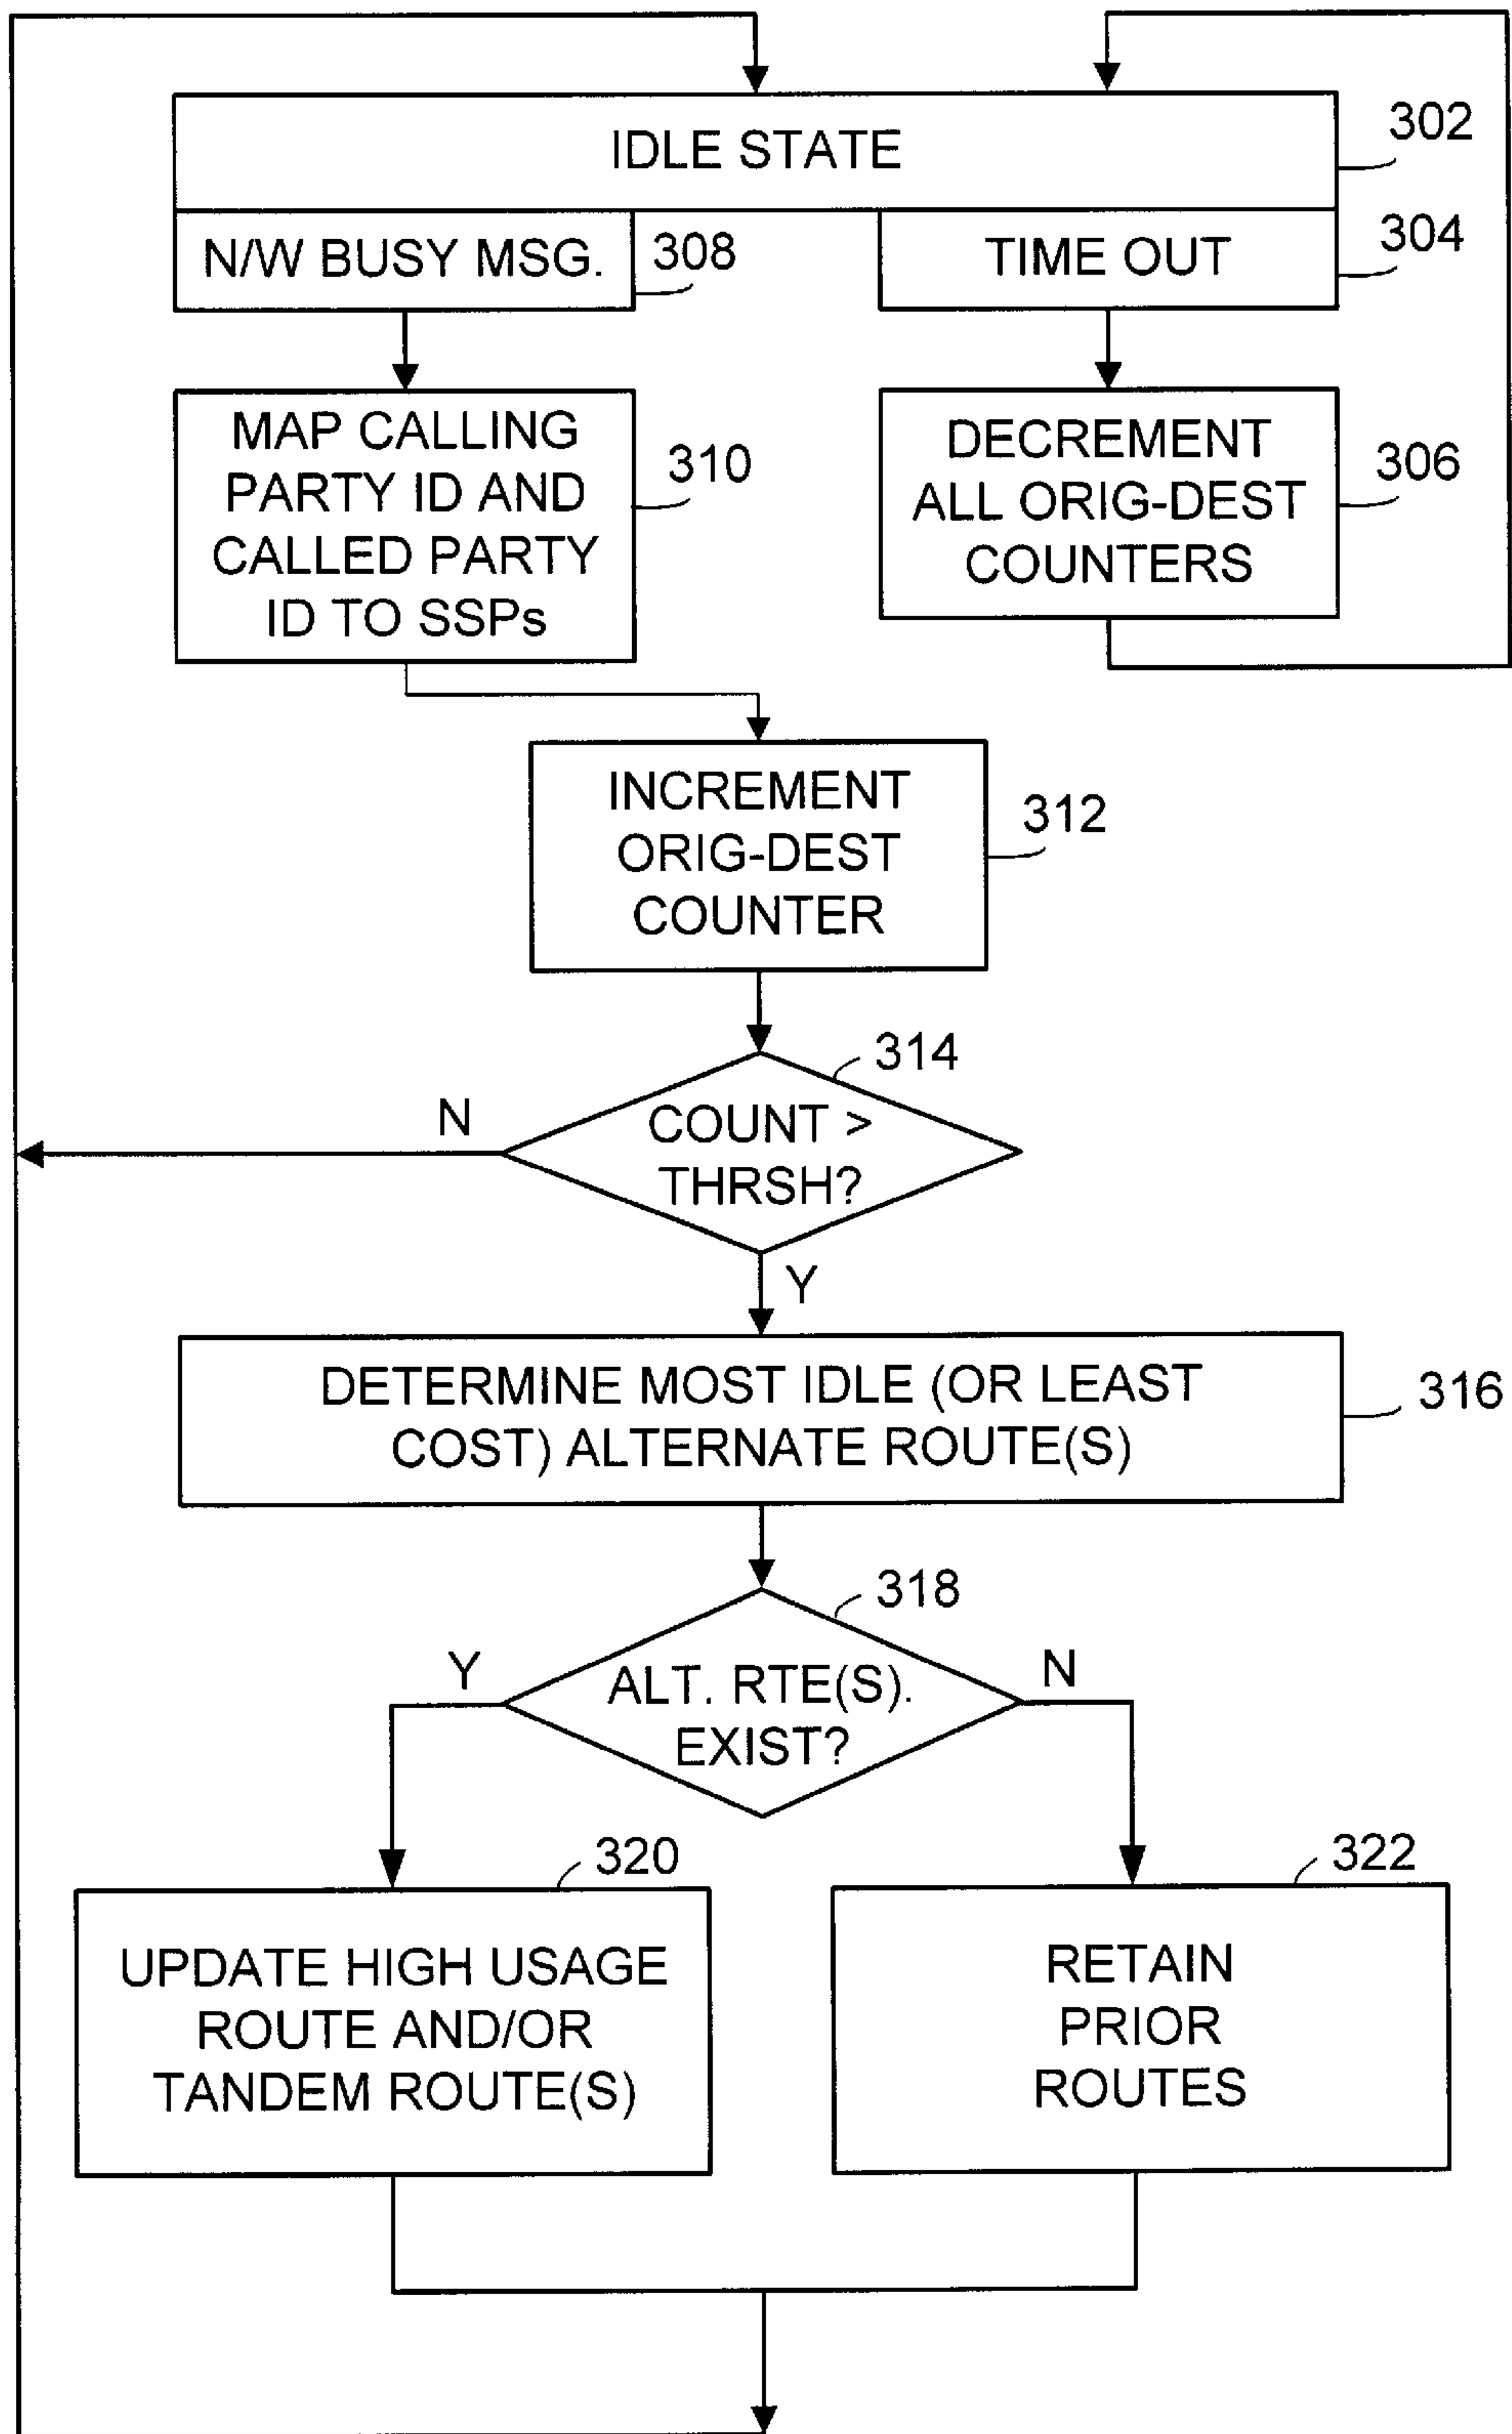 IDLE STATE
302
N/W BUSY MSG.
308
TIME OUT
304
MAP CALLING
PARTY ID AND
CALLED PARTY
ID TO SSPs
310
DECREMENT
ALL ORIG-DEST
COUNTERS
306
INCREMENT
ORIG-DEST
COUNTER
312
314
COUNT >
THRSH?
N
Y
DETERMINE MOST IDLE (OR LEAST
COST) ALTERNATE ROUTE(S)
316
318
ALT. RTE(S).
EXIST?
Y
N
320
UPDATE HIGH USAGE
ROUTE AND/OR
TANDEM ROUTE(S)
322
RETAIN
PRIOR
ROUTES